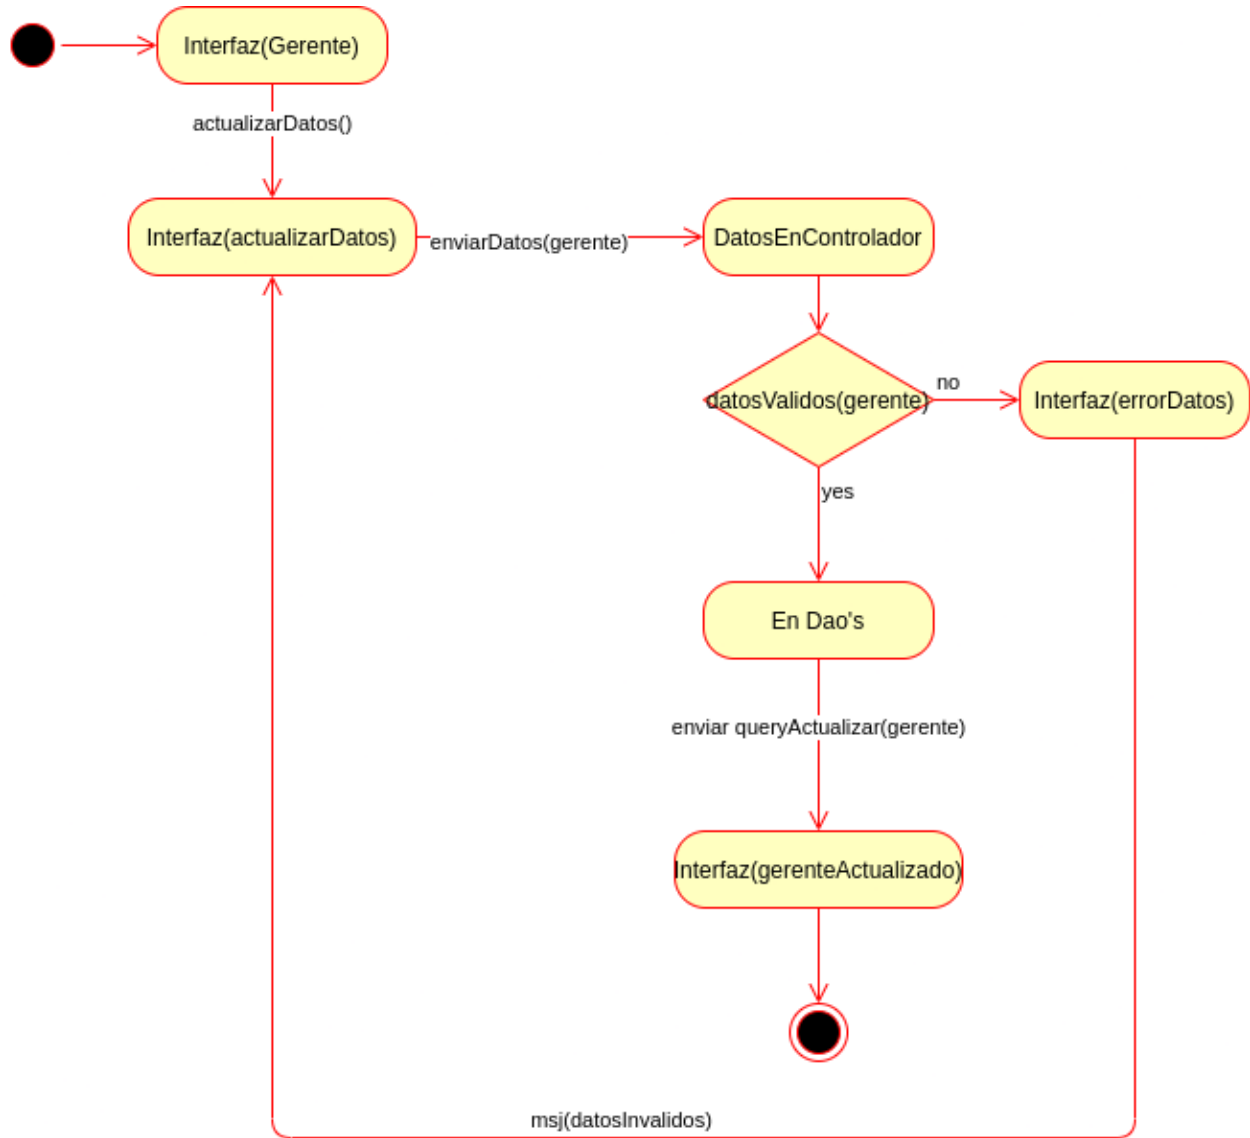 Interfaz(Gerente)
actualizarDatos()
Interfaz(actualizarDatos)
enviarDatos(gerente)
DatosEnControlador
datosValidos(gerente)
no
Interfaz(errorDatos)
yes
En Dao's
enviar queryActualizar(gerente)
Interfaz(gerenteActualizado)
msj(datosInvalidos)